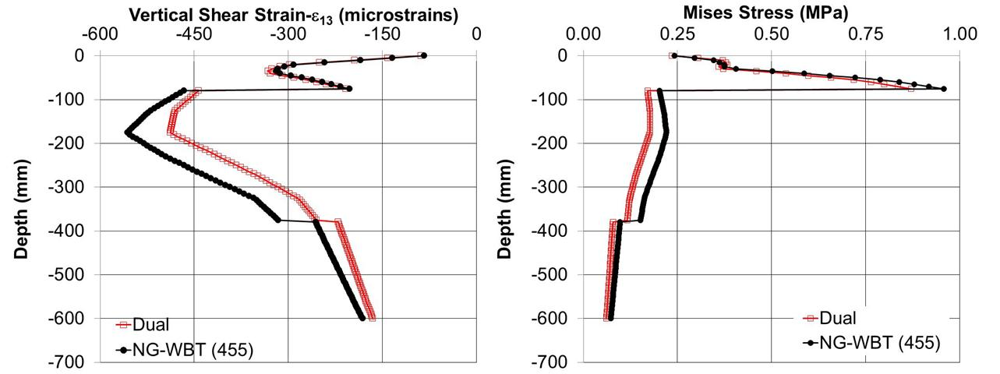 Vertical Shear Strain-ε13 (microstrains)
-600 -450 -300 -150 0
0
-100
-200
-300
-400
-500
-600
-700
Depth (mm)
Dual
NG-WBT (455)
Mises Stress (MPa)
0.00 0.25 0.50 0.75 1.00
0
-100
-200
-300
-400
-500
-600
-700
Depth (mm)
Dual
NG-WBT (455)